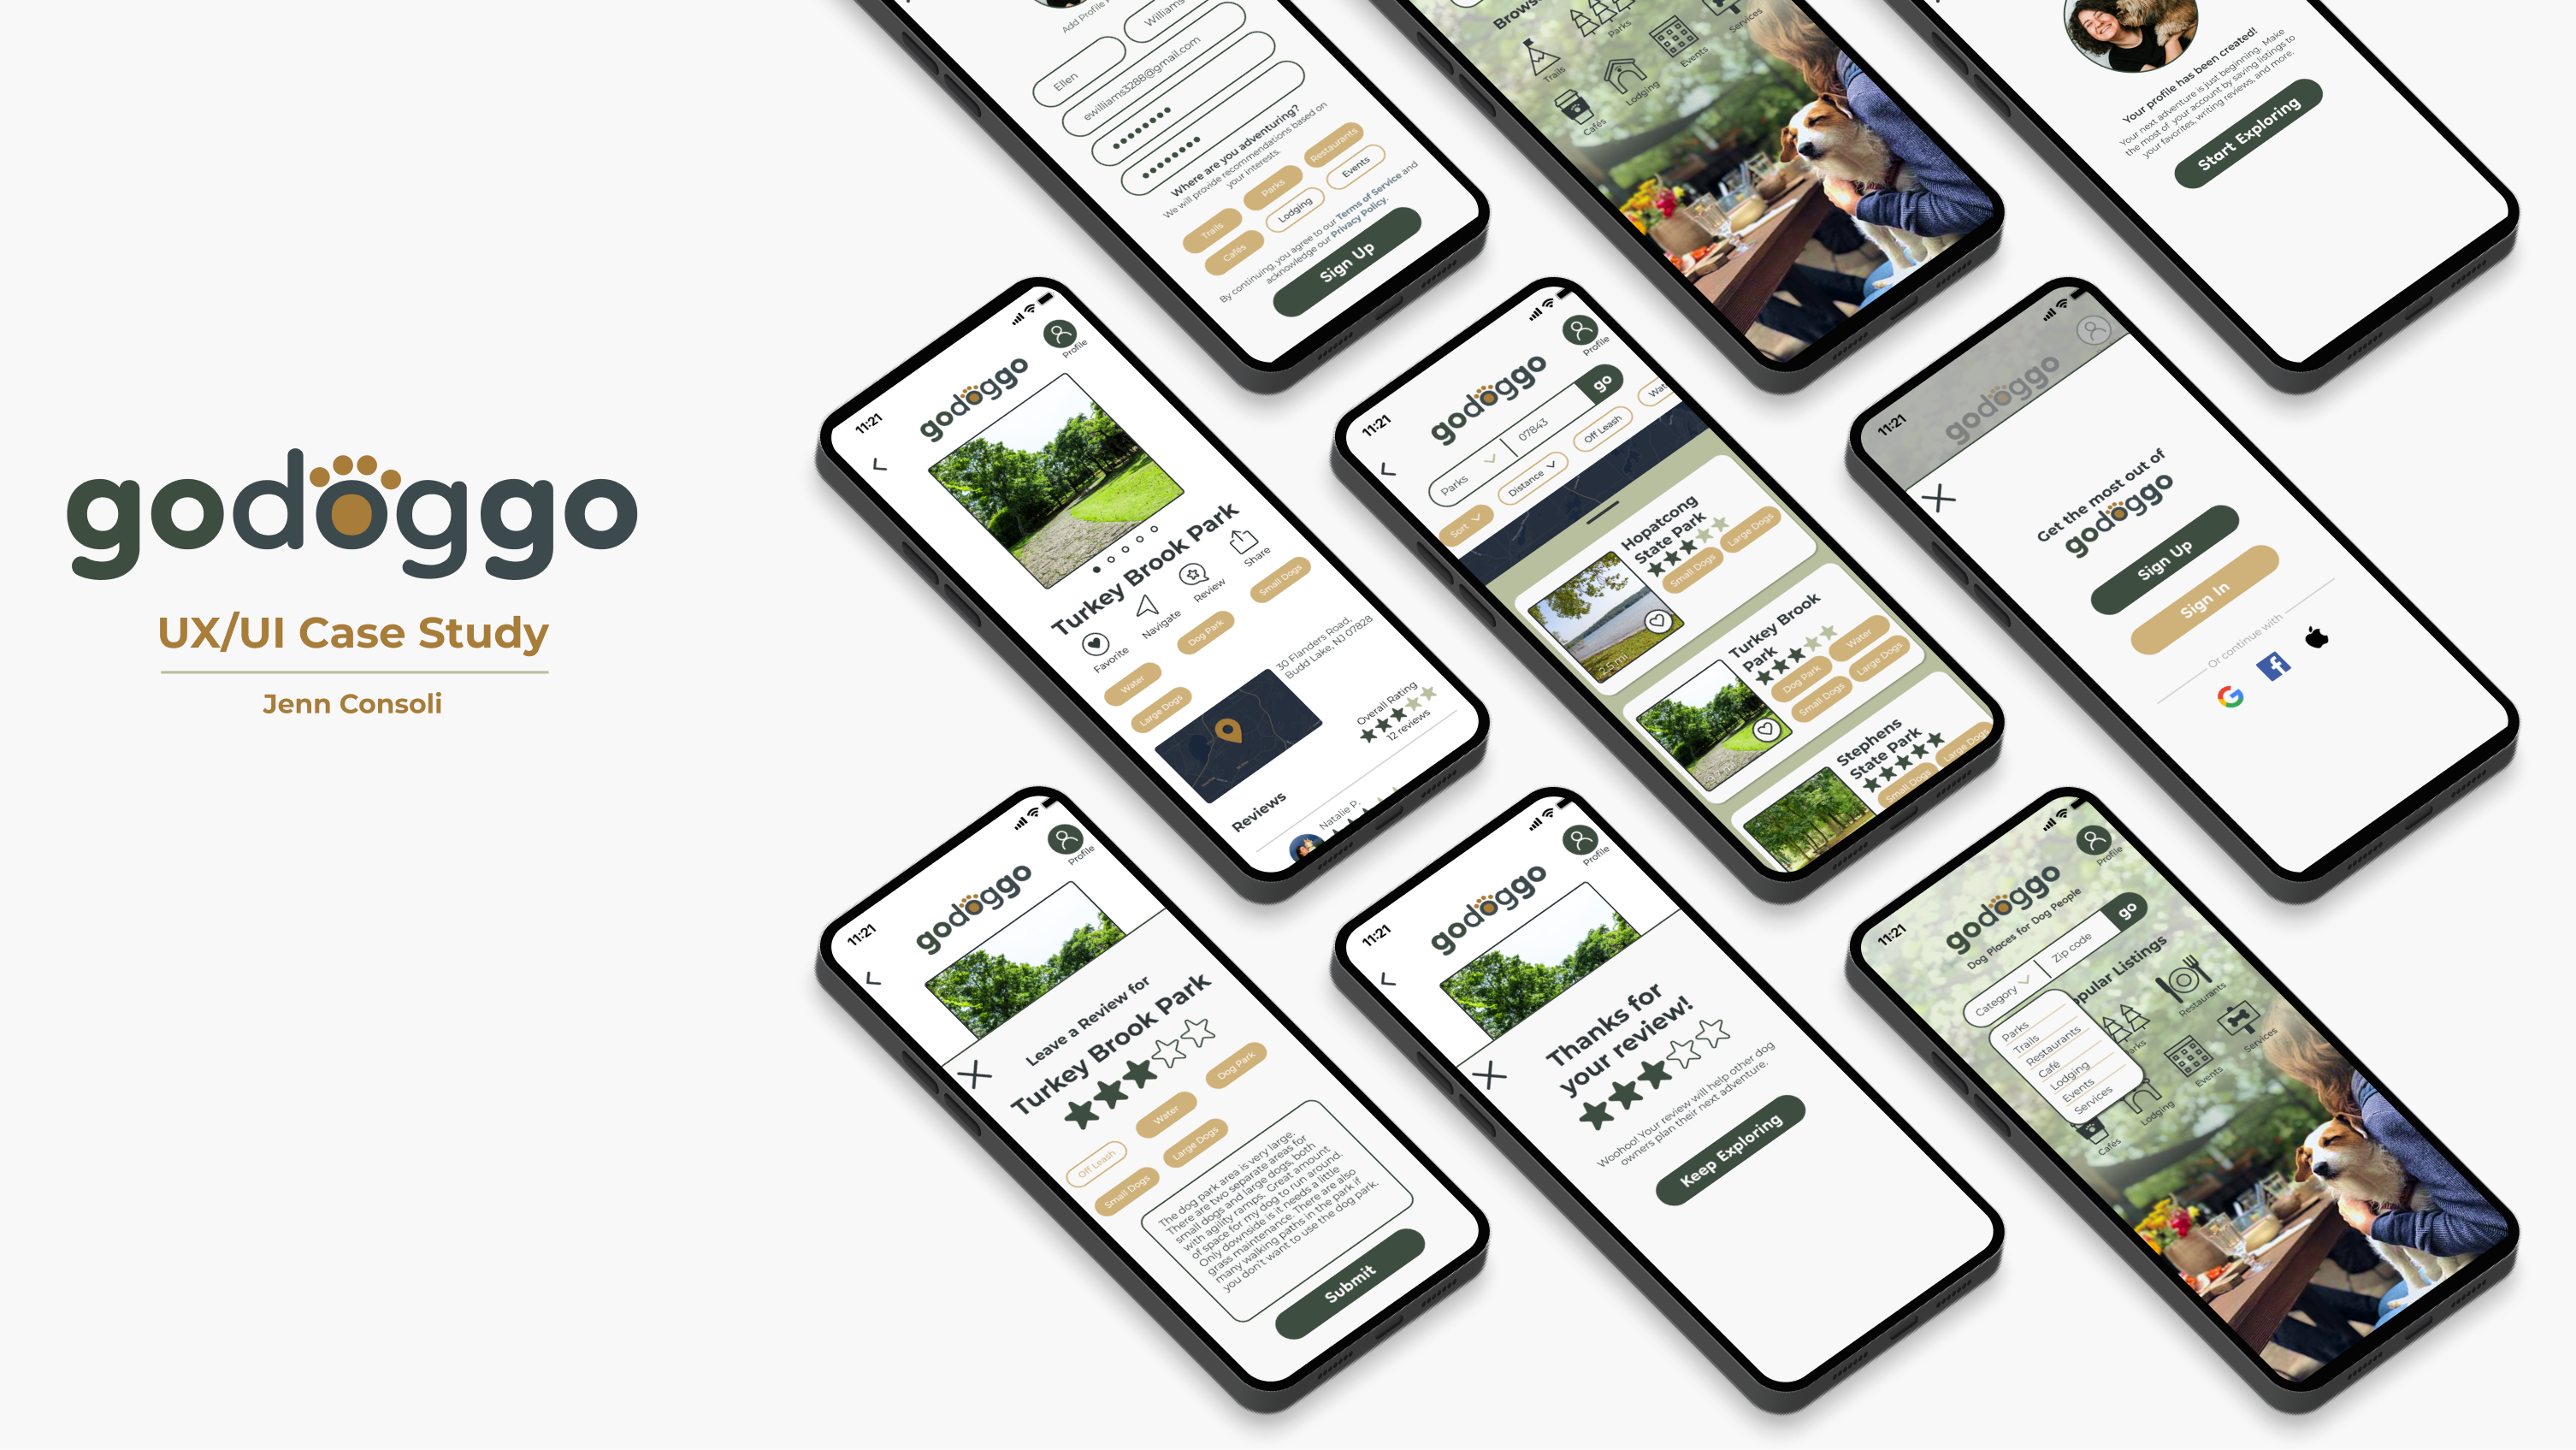 godoggo
UX/UI Case Study
Jenn Consoli
Add Profile
Ellen
Williams
ewilliams3288@gmail.com
Where are you adventuring?
We will provide recommendations based on
your interests.
Trails
Parks
Restaurants
Cafés
Lodging
Events
By continuing, you agree to our Terms of Service and
acknowledge our Privacy Policy.
Sign Up
Trails
Parks
Cafés
Lodging
Events
Services
Your profile has been created!
Your next adventure is just beginning. Make
the most of your account by saving listings to
your favorites, writing reviews, and more.
Start Exploring
11:21
Profile
godoggo
Turkey Brook Park
Favorite
Navigate
Review
Share
Water
Dog Park
Small Dogs
Large Dogs
30 Flanders Road,
Budd Lake, NJ 07828
Overall Rating
12 reviews
Reviews
Natalie P.
11:21
Profile
godoggo
Parks
07843
go
Sort
Distance
Off Leash
Hopatcong
State Park
Small Dogs
Large Dogs
2.5 mi
Turkey Brook
Park
Dog Park
Water
Small Dogs
Large Dogs
Stephens
State Park
Small Dogs
Large Dogs
11:21
godoggo
Get the most out of
godoggo
Sign Up
Sign In
Or continue with
11:21
Profile
godoggo
Leave a Review for
Turkey Brook Park
Off Leash
Water
Dog Park
Small Dogs
Large Dogs
The dog park area is very large.
There are two separate areas for
small dogs and large dogs, both
with agility ramps. Great amount
of space for my dog to run around.
Only downside is it needs a little
grass maintenance. There are also
many walking paths in the park if
you don't want to use the dog park.
Submit
11:21
Profile
godoggo
Thanks for
your review!
Woohoo! Your review will help other dog
owners plan their next adventure.
Keep Exploring
11:21
Profile
godoggo
Dog Places for Dog People
Category
Zip code
go
Parks
Trails
Restaurants
Café
Lodging
Events
Services
Listings
Restaurants
Events
Services
Cafés
Lodging